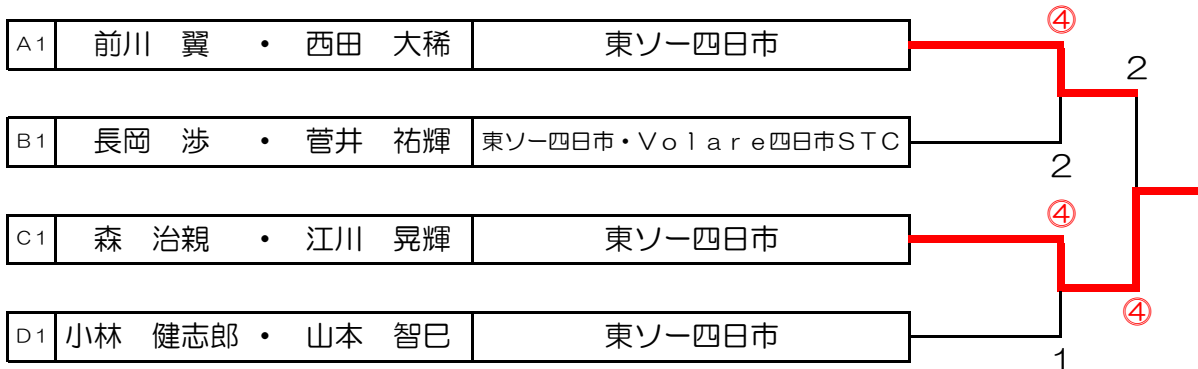 ④
A1 前川 翼 ・ 西田 大稀 東ソー四日市
2
B1 長岡 渉 ・ 菅井 祐輝 東ソー四日市・Volare四日市STC
2
④
C1 森 治親 ・ 江川 晃輝 東ソー四日市
④
D1 小林 健志郎 ・ 山本 智巳 東ソー四日市
1